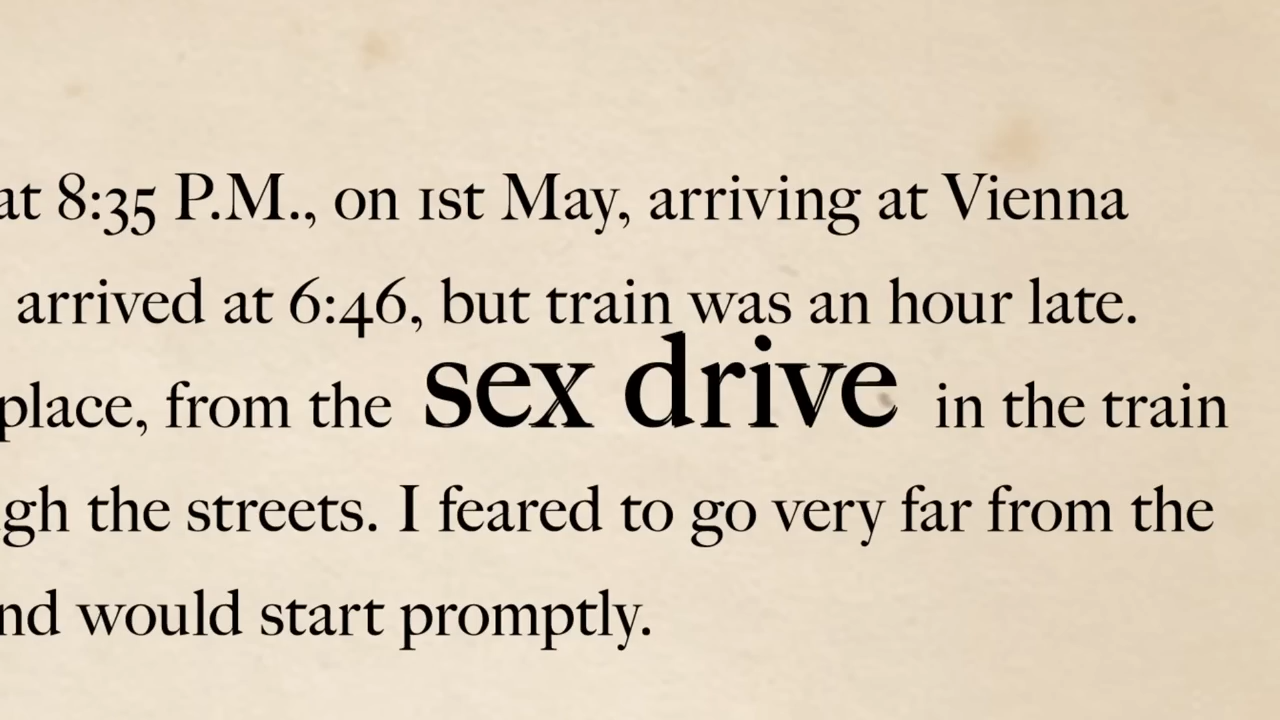 at 8:35 P.M., on 1st May, arriving at Vienna
arrived at 6:46, but train was an hour late.
place, from the sex drive in the train
gh the streets. I feared to go very far from the
nd would start promptly.